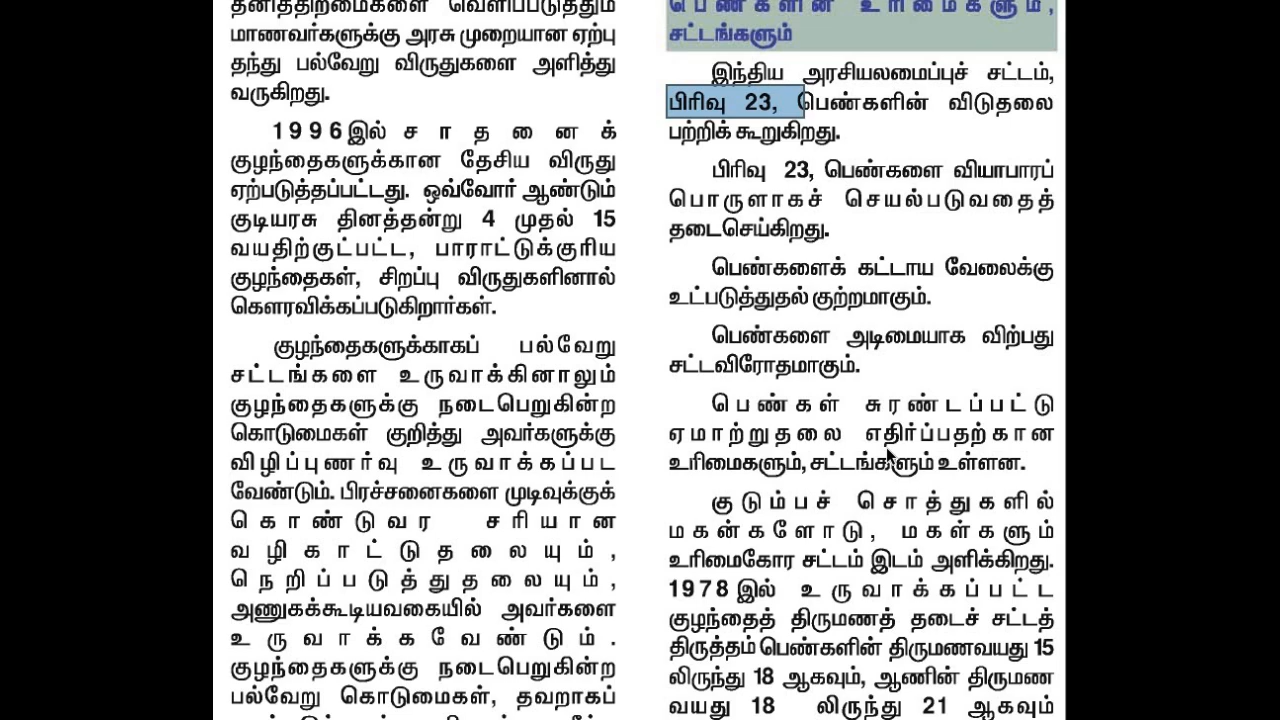 தனித்திறமைகளை வெளிப்படுத்தும்
மாணவர்களுக்கு அரசு முறையான ஏற்பு
தந்து பல்வேறு விருதுகளை அளித்து
வருகிறது.
1996இல் சாதனைக்
குழந்தைகளுக்கான தேசிய விருது
ஏற்படுத்தப்பட்டது. ஒவ்வோர் ஆண்டும்
குடியரசு தினத்தன்று 4 முதல் 15
வயதிற்குட்பட்ட, பாராட்டுக்குரிய
குழந்தைகள், சிறப்பு விருதுகளினால்
கௌரவிக்கப்படுகிறார்கள்.
குழந்தைகளுக்காகப் பல்வேறு
சட்டங்களை உருவாக்கினாலும்
குழந்தைகளுக்கு நடைபெறுகின்ற
கொடுமைகள் குறித்து அவர்களுக்கு
விழிப்புணர்வு உருவாக்கப்பட
வேண்டும். பிரச்சனைகளை முடிவுக்குக்
கொண்டுவர சரியான
வழிகாட்டுதலையும்,
நெறிப்படுத்துதலையும்,
அணுகக்கூடியவகையில் அவர்களை
உருவாக்கவேண்டும்.
குழந்தைகளுக்கு நடைபெறுகின்ற
பல்வேறு கொடுமைகள், தவறாகப்
பெண்களின் உரிமைகளும்,
சட்டங்களும்
இந்திய அரசியலமைப்புச் சட்டம்,
பிரிவு 23, பெண்களின் விடுதலை
பற்றிக் கூறுகிறது.
பிரிவு 23, பெண்களை வியாபாரப்
பொருளாகச் செயல்படுவதைத்
தடைசெய்கிறது.
பெண்களைக் கட்டாய வேலைக்கு
உட்படுத்துதல் குற்றமாகும்.
பெண்களை அடிமையாக விற்பது
சட்டவிரோதமாகும்.
பெண்கள் சுரண்டப்பட்டு
ஏமாற்றுதலை எதிர்ப்பதற்கான
உரிமைகளும், சட்டங்களும் உள்ளன.
குடும்பச் சொத்துகளில்
மகன்களோடு, மகள்களும்
உரிமைகோர சட்டம் இடம் அளிக்கிறது.
1978இல் உருவாக்கப்பட்ட
குழந்தைத் திருமணத் தடைச் சட்டத்
திருத்தம் பெண்களின் திருமணவயது 15
லிருந்து 18 ஆகவும், ஆணின் திருமண
வயது 18 லிருந்து 21 ஆகவும்